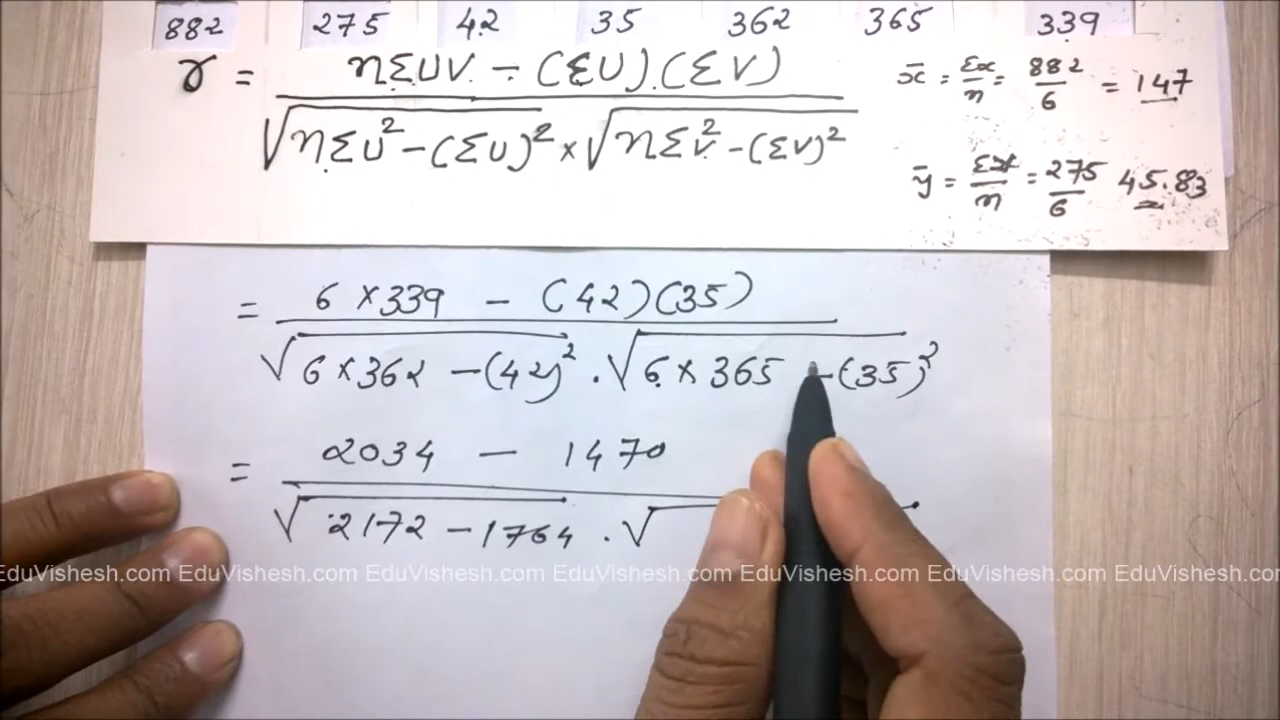 882 275 42 35 362 365 339
r = nΣUV - (ΣU).(ΣV) / √nΣU² - (ΣU)² × √nΣV² - (ΣV)²
x̄ = Σx/n = 882/6 = 147
ȳ = Σy/n = 275/6 45.83
= 6 × 339 - (42)(35) / √6 × 362 - (42)² . √6 × 365 - (35)²
= 2034 - 1470 / √2172 - 1764 . √
EduVishesh.com EduVishesh.com EduVishesh.com EduVishesh.com EduVishesh.com EduVishesh.com EduVishesh.com